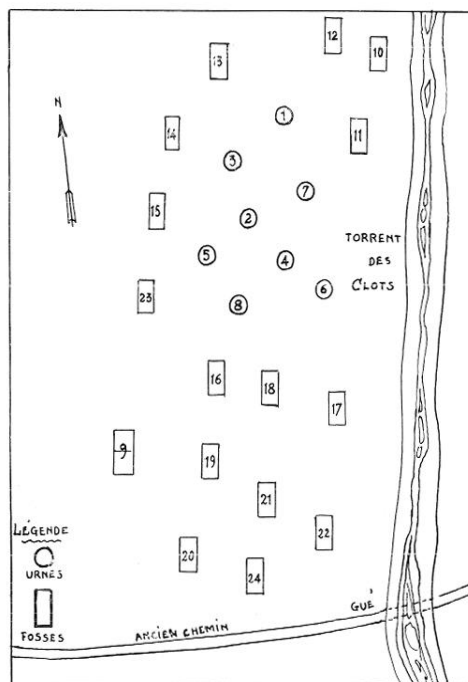 12
10
13
1
11
14
3
7
15
2
TORRENT
DES
CLOTS
5
4
6
23
8
N
16
18
17
9
19
21
22
20
24
LÉGENDE
URNES
FOSSES
GUÉ
ANCIEN CHEMIN